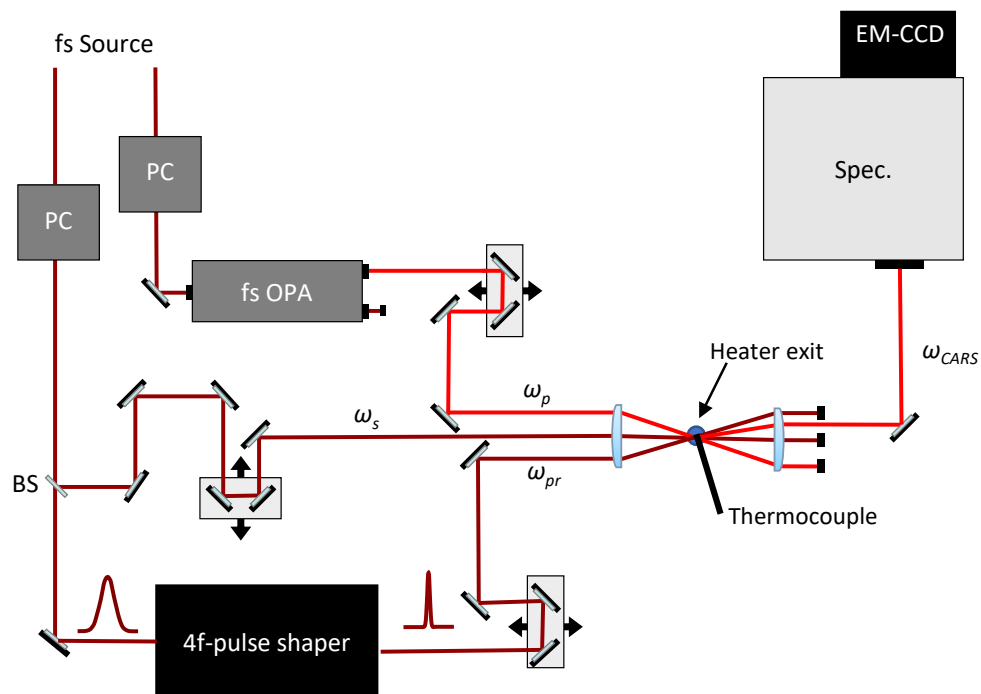 EM-CCD
fs Source
PC
Spec.
PC
fs OPA
Heater exit
ω_CARS
ω_p
ω_s
BS
ω_pr
Thermocouple
4f-pulse shaper